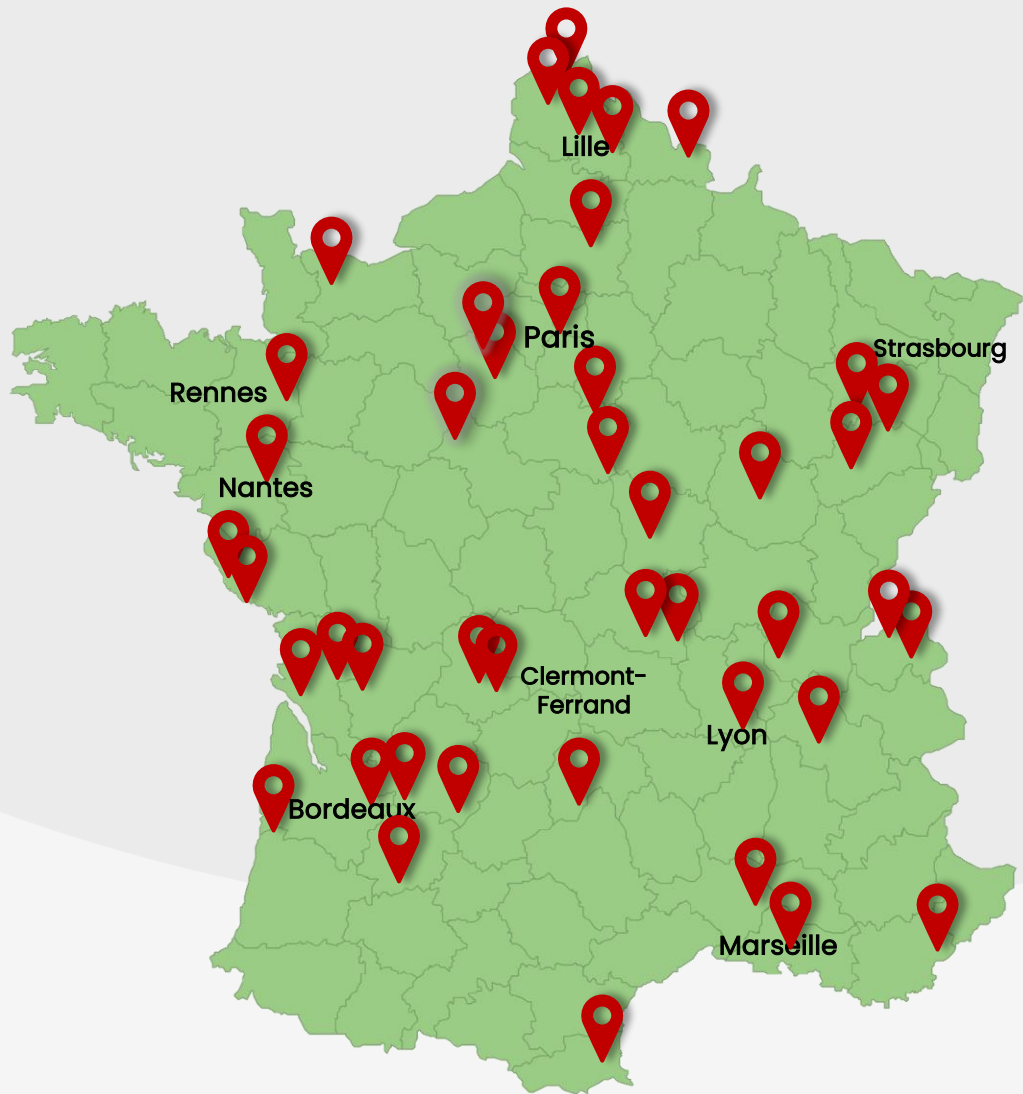 Lille
Paris
Strasbourg
Rennes
Nantes
Clermont-
Ferrand
Lyon
Bordeaux
Marseille